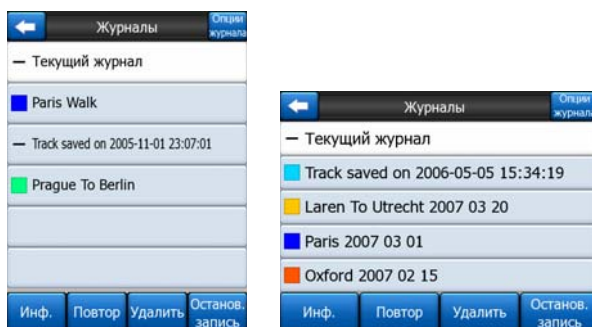 Журналы
Опции
журнала
— Текущий журнал
Paris Walk
— Track saved on 2005-11-01 23:07:01
Prague To Berlin
Инф.
Повтор
Удалить
Останов.
запись
Журналы
Опции
журнала
— Текущий журнал
Track saved on 2006-05-05 15:34:19
Laren To Utrecht 2007 03 20
Paris 2007 03 01
Oxford 2007 02 15
Инф.
Повтор
Удалить
Останов.
запись